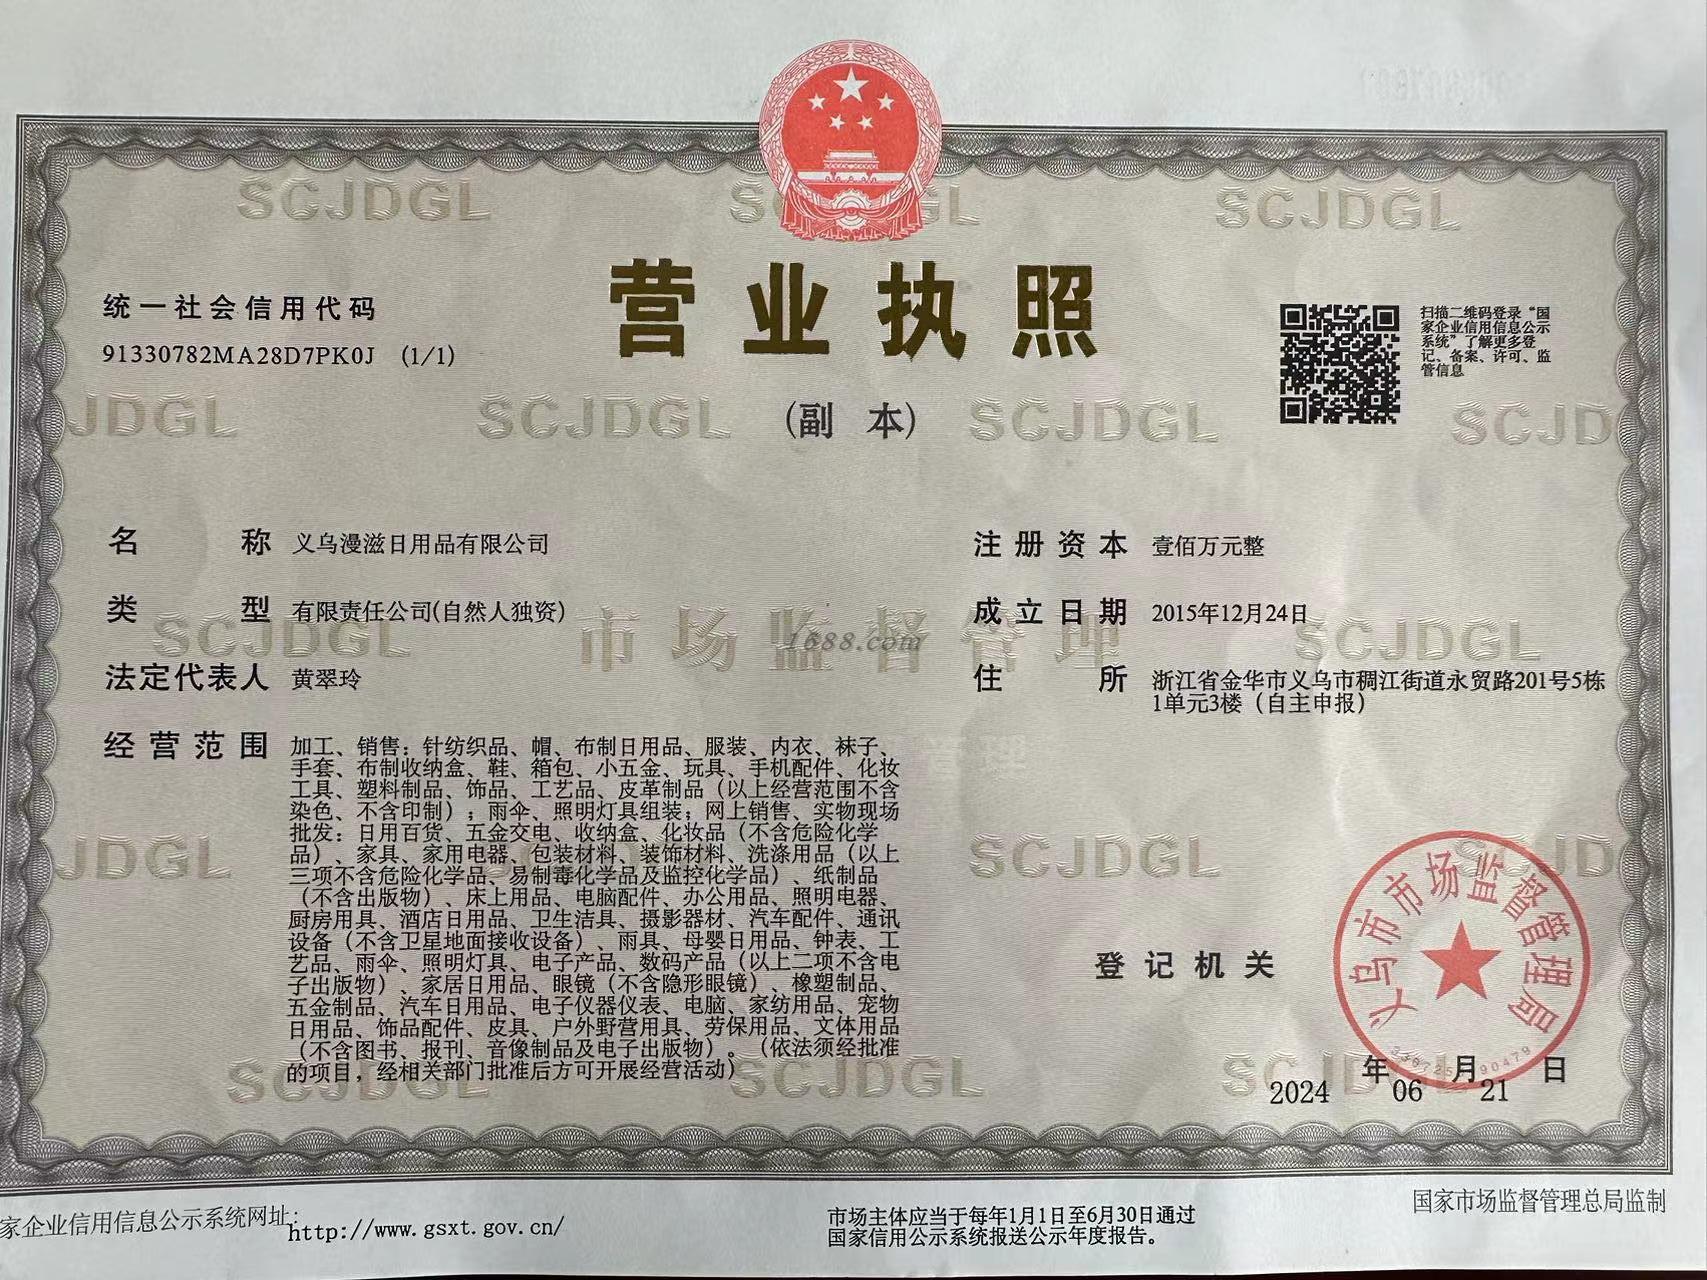 SCJDGL
SCJDGL
SCJDGL
营业执照
统一社会信用代码
91330782MA28D7PK0J (1/1)
扫描二维码登录“国
家企业信用信息公示
系统”了解更多登
记、备案、许可、监
管信息
(副 本)
JDGL
SCJDGL
SCJDGL
SCJD
名 称 义乌漫滋日用品有限公司
注册资本 壹佰万元整
类 型 有限责任公司(自然人独资)
成立日期 2015年12月24日
SCJDGL
市场监督管理
1688.com
SCJDGL
法定代表人 黄翠玲
住 所 浙江省金华市义乌市稠江街道永贸路201号5栋
1单元3楼（自主申报）
经营范围 加工、销售：针纺织品、帽、布制日用品、服装、内衣、袜子、
手套、布制收纳盒、鞋、箱包、小五金、玩具、手机配件、化妆
工具、塑料制品、饰品、工艺品、皮革制品（以上经营范围不含
染色、不含印制）；雨伞、照明灯具组装；网上销售、实物现场
批发：日用百货、五金交电、收纳盒、化妆品（不含危险化学
品）、家具、家用电器、包装材料、装饰材料、洗涤用品（以上
三项不含危险化学品、易制毒化学品及监控化学品）、纸制品
（不含出版物）、床上用品、电脑配件、办公用品、照明电器、
厨房用具、酒店日用品、卫生洁具、摄影器材、汽车配件、通讯
设备（不含卫星地面接收设备）、雨具、母婴日用品、钟表、工
艺品、雨伞、照明灯具、电子产品、数码产品（以上二项不含电
子出版物）、家居日用品、眼镜（不含隐形眼镜）、橡塑制品、
五金制品、汽车日用品、电子仪器仪表、电脑、家纺用品、宠物
日用品、饰品配件、皮具、户外野营用具、劳保用品、文体用品
（不含图书、报刊、音像制品及电子出版物）。（依法须经批准
的项目，经相关部门批准后方可开展经营活动）
JDGL
SCJDGL
SCJD
登记机关
义乌市市场监督管理局
SCJDGL
SCJDGL
SCJDGL
2024年06月21日
家企业信用信息公示系统网址:
http://www.gsxt.gov.cn/
市场主体应当于每年1月1日至6月30日通过
国家信用公示系统报送公示年度报告。
国家市场监督管理总局监制